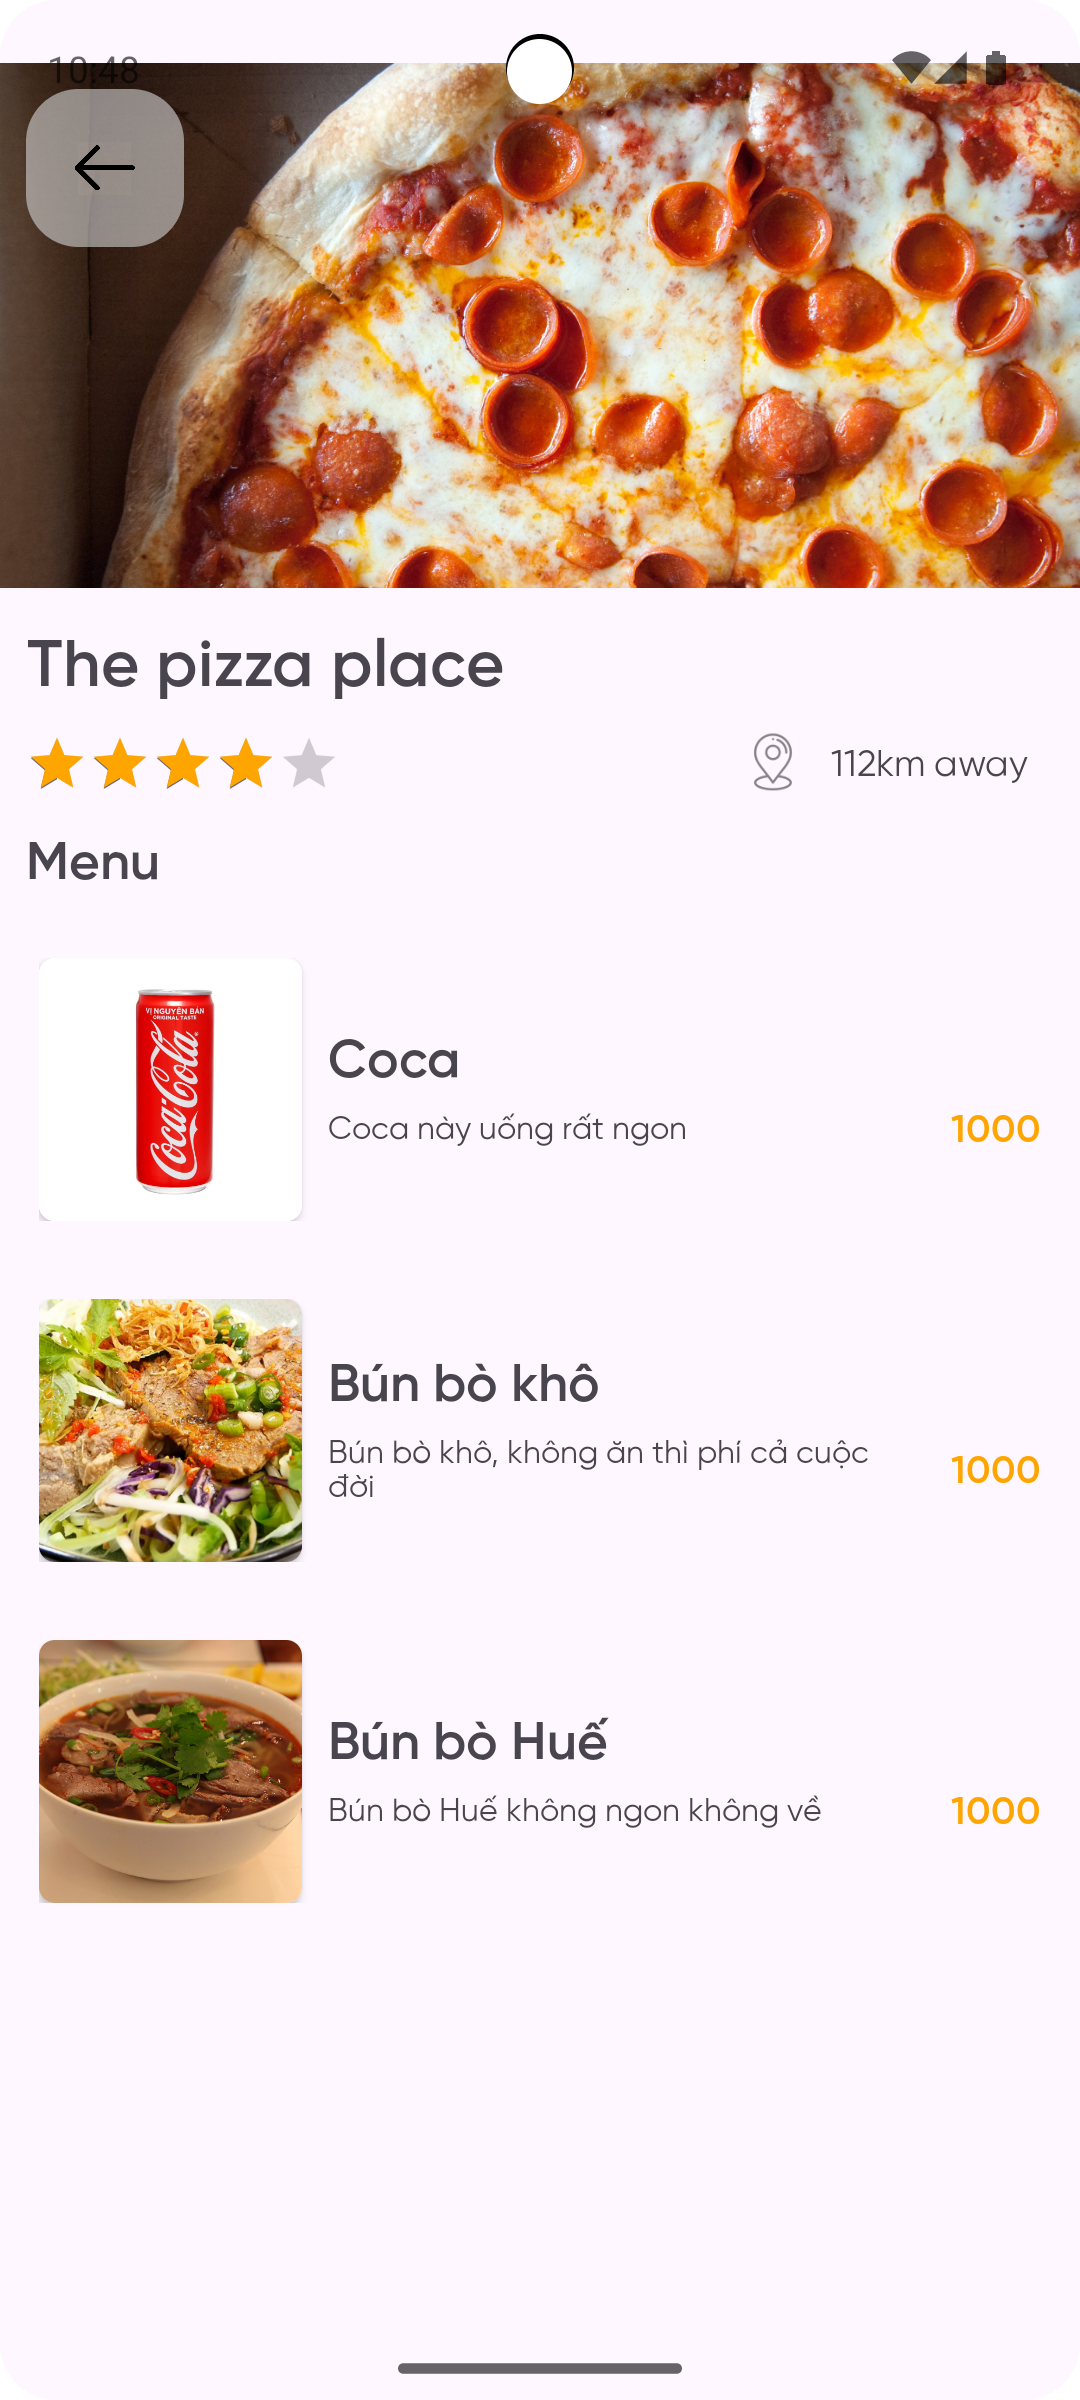 10:48
The pizza place
112km away
Menu
VỊ NGUYÊN BẢN
ORIGINAL TASTE
Coca-Cola
Coca
Coca này uống rất ngon
1000
Bún bò khô
Bún bò khô, không ăn thì phí cả cuộc
đời
1000
Bún bò Huế
Bún bò Huế không ngon không về
1000